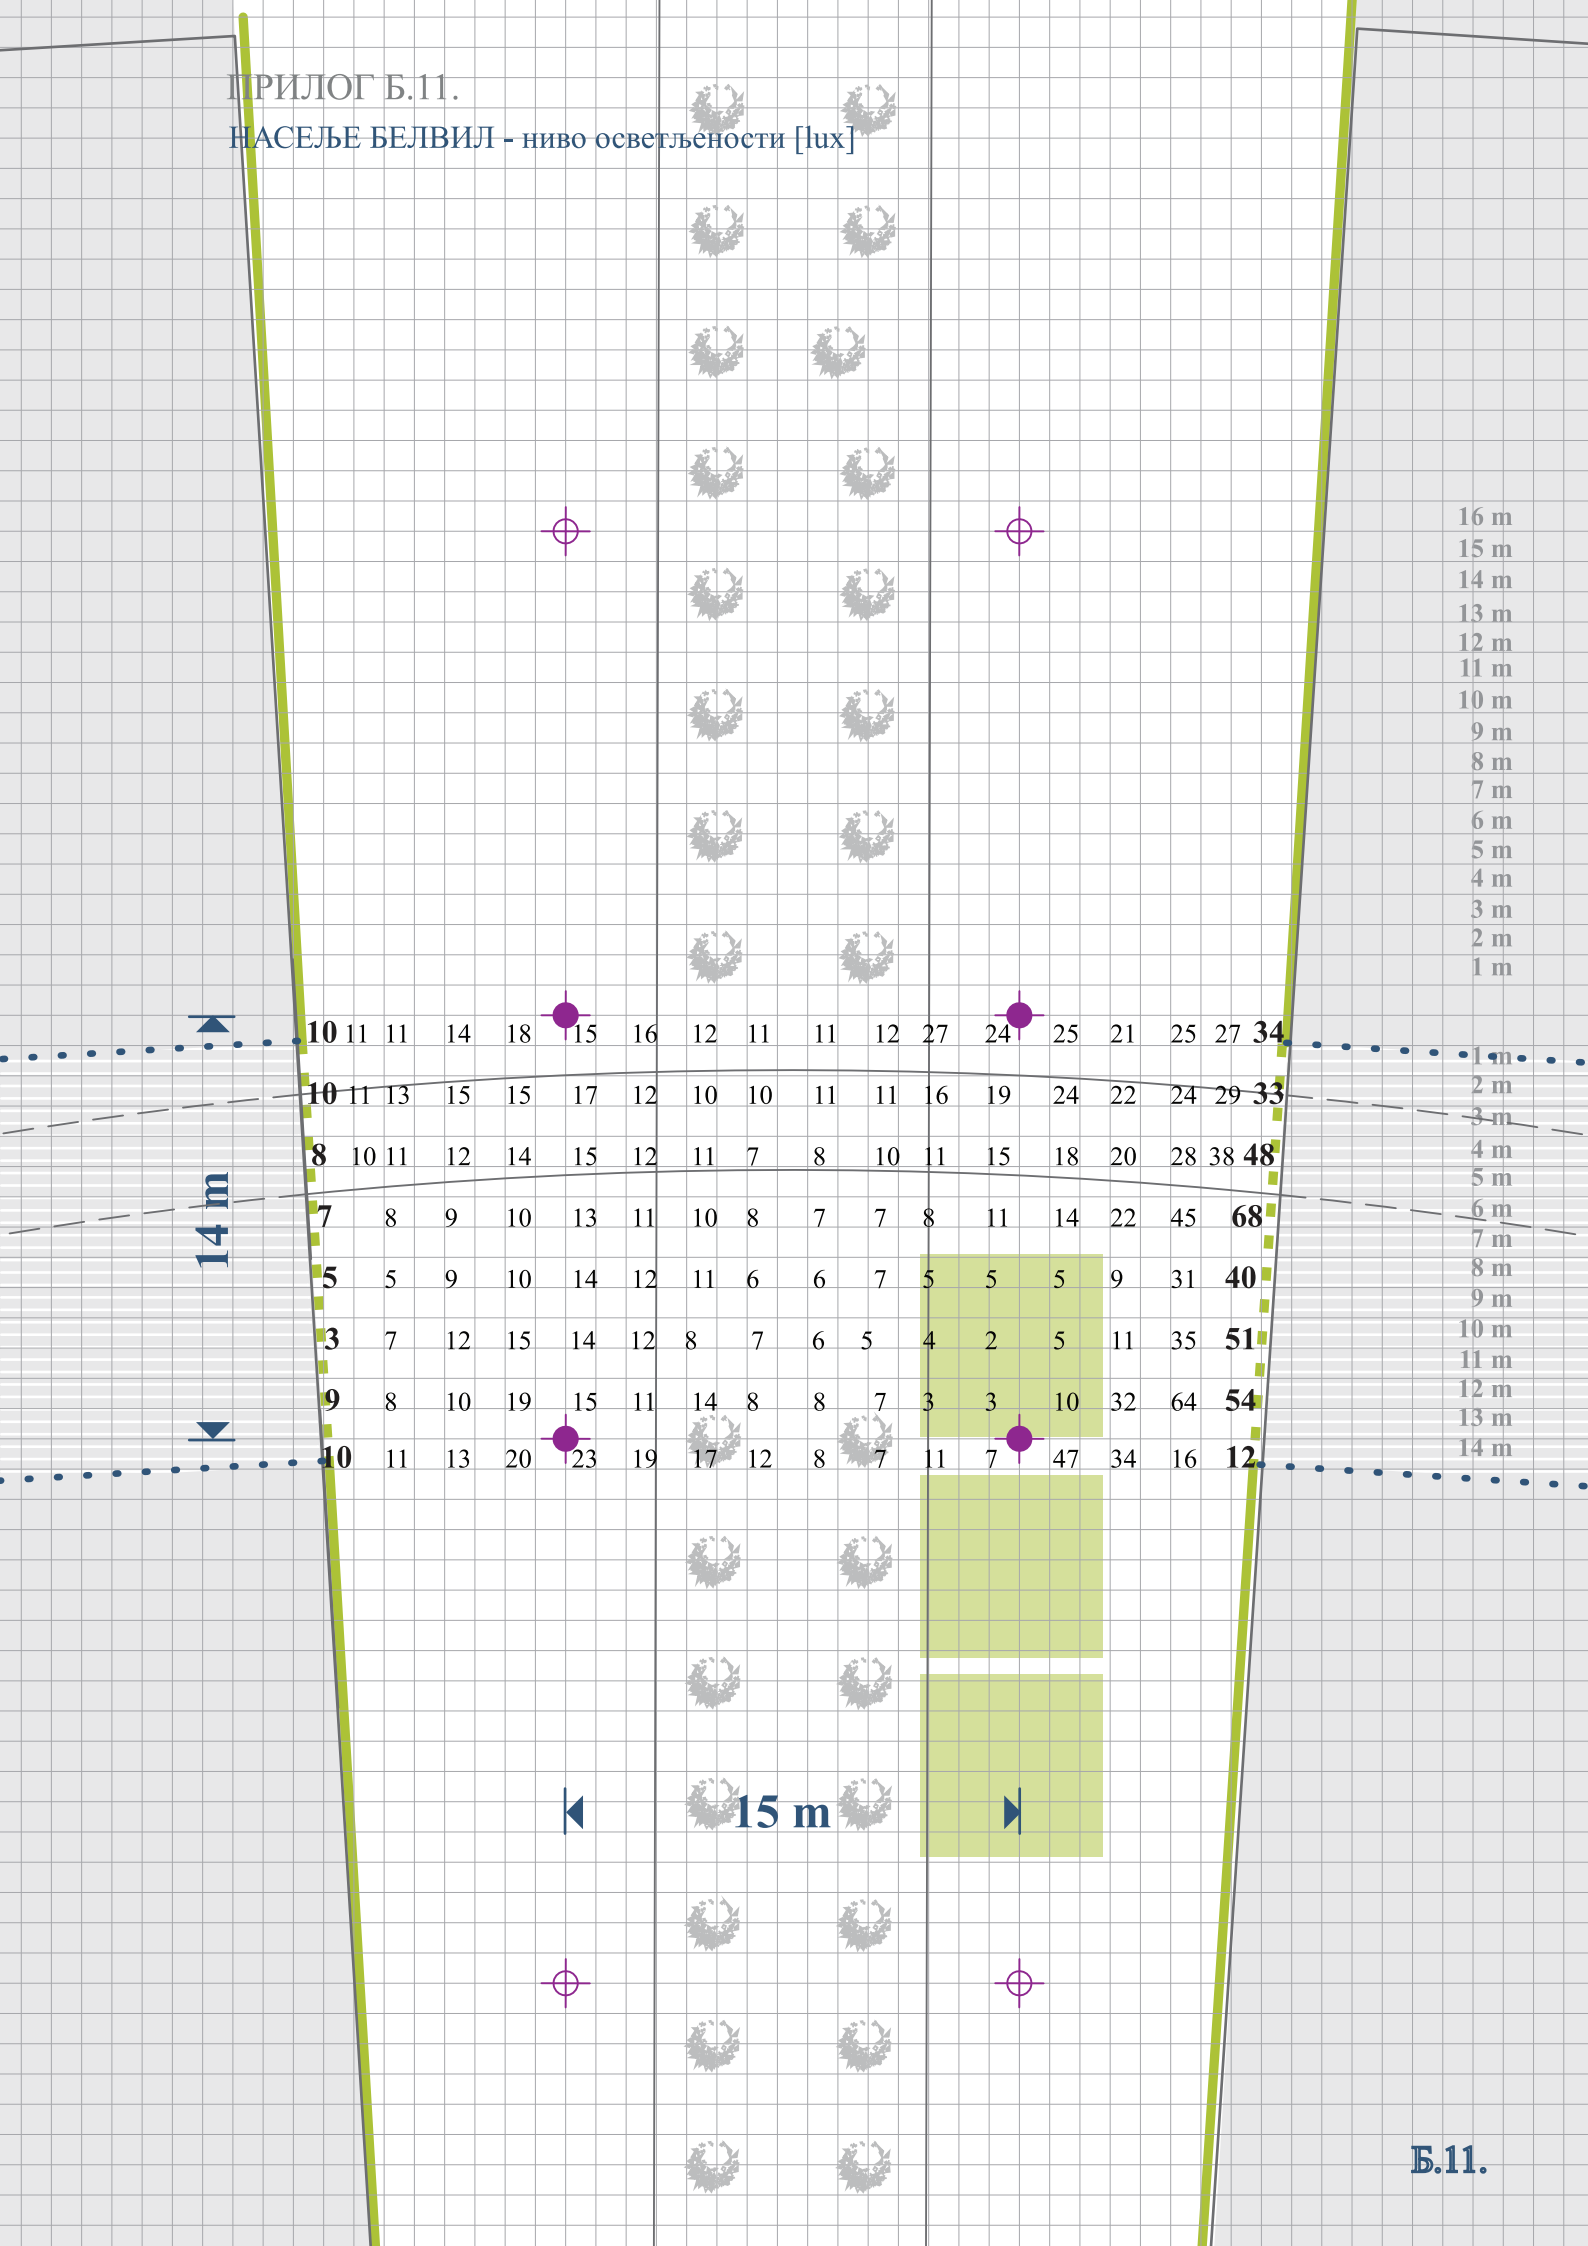 ПРИЛОГ Б.11.
НАСЕЉЕ БЕЛВИЛ - ниво осветљености [lux]
16 m
15 m
14 m
13 m
12 m
11 m
10 m
9 m
8 m
7 m
6 m
5 m
4 m
3 m
2 m
1 m
10 11 11 14 18 15 16 12 11 11 12 27 24 25 21 25 27 34
1 m
2 m
10 11 13 15 15 17 12 10 10 11 11 16 19 24 22 24 29 33
3 m
8 10 11 12 14 15 12 11 7 8 10 11 15 18 20 28 38 48
4 m
5 m
14 m
7 8 9 10 13 11 10 8 7 7 8 11 14 22 45 68
6 m
7 m
5 5 9 10 14 12 11 6 6 7 5 5 5 9 31 40
8 m
9 m
3 7 12 15 14 12 8 7 6 5 4 2 5 11 35 51
10 m
11 m
9 8 10 19 15 11 14 8 8 7 3 3 10 32 64 54
12 m
13 m
10 11 13 20 23 19 17 12 8 7 11 7 47 34 16 12
14 m
15 m
Б.11.